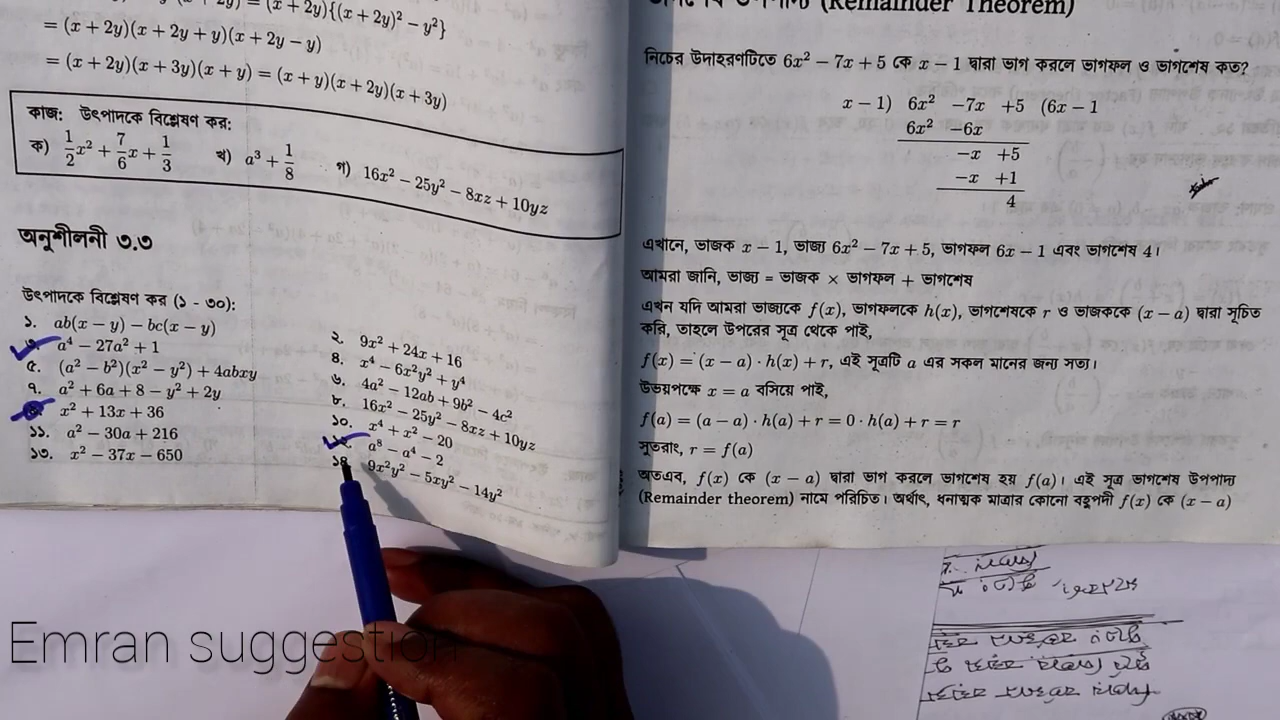 = (x + 2y){(x + 2y)² − y²}
= (x + 2y)(x + 2y + y)(x + 2y − y)
= (x + 2y)(x + 3y)(x + y) = (x + y)(x + 2y)(x + 3y)
কাজ: উৎপাদকে বিশ্লেষণ কর:
ক) 1/2x² + 7/6x + 1/3 খ) a³ + 1/8 গ) 16x² − 25y² − 8xz + 10yz
অনুশীলনী ৩.৩
উৎপাদকে বিশ্লেষণ কর (১ - ৩০):
১. ab(x − y) − bc(x − y)
২. 9x² + 24x + 16
a⁴ − 27a² + 1
৪. x⁴ − 6x²y² + y⁴
৫. (a² − b²)(x² − y²) + 4abxy
৬. 4a² − 12ab + 9b² − 4c²
৭. a² + 6a + 8 − y² + 2y
৮. 16x² − 25y² − 8xz + 10yz
x² + 13x + 36
১০. x⁴ + x² − 20
১১. a² − 30a + 216
a⁸ − a⁴ − 2
১৩. x² − 37x − 650
১৪. 9x²y² − 5xy² − 14y²
(Remainder Theorem)
নিচের উদাহরণটিতে 6x² − 7x + 5 কে x − 1 দ্বারা ভাগ করলে ভাগফল ও ভাগশেষ কত?
x − 1) 6x² −7x +5 (6x − 1
6x² −6x
−x +5
−x +1
4
এখানে, ভাজক x − 1, ভাজ্য 6x² − 7x + 5, ভাগফল 6x − 1 এবং ভাগশেষ 4।
আমরা জানি, ভাজ্য = ভাজক × ভাগফল + ভাগশেষ
এখন যদি আমরা ভাজ্যকে f(x), ভাগফলকে h(x), ভাগশেষকে r ও ভাজককে (x − a) দ্বারা সূচিত
করি, তাহলে উপরের সূত্র থেকে পাই,
f(x) = (x − a) · h(x) + r, এই সূত্রটি a এর সকল মানের জন্য সত্য।
উভয়পক্ষে x = a বসিয়ে পাই,
f(a) = (a − a) · h(a) + r = 0 · h(a) + r = r
সুতরাং, r = f(a)
অতএব, f(x) কে (x − a) দ্বারা ভাগ করলে ভাগশেষ হয় f(a)। এই সূত্র ভাগশেষ উপপাদ্য
(Remainder theorem) নামে পরিচিত। অর্থাৎ, ধনাত্মক মাত্রার কোনো বহুপদী f(x) কে (x − a)
Emran suggestion